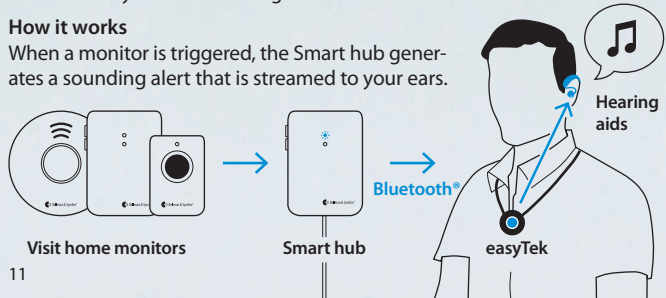 How it works
When a monitor is triggered, the Smart hub gener-
ates a sounding alert that is streamed to your ears.
Hearing
aids
Bluetooth®
Visit home monitors
Smart hub
easyTek
11